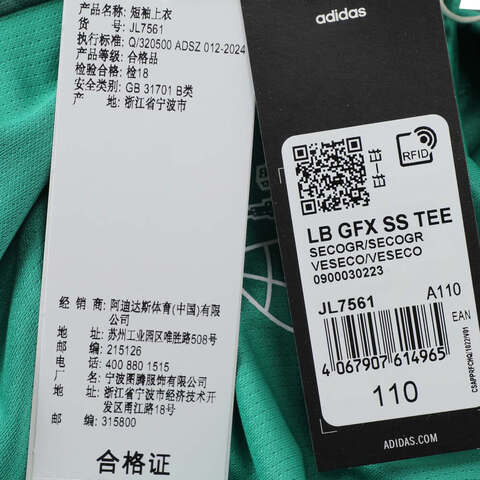 产品名称: 短袖上衣
货 号: JL7561
执行标准: Q/320500 ADSZ 012-2024
产品等级: 合格品
检验合格: 检18
安全类别: GB 31701 B类
产 地: 浙江省宁波市
经 销 商: 阿迪达斯体育(中国)有限
公司
地 址: 苏州工业园区唯胜路508号
邮 编: 215126
电 话: 400 880 1515
厂 名: 宁波图腾服饰有限公司
地 址: 浙江省宁波市经济技术开
发区甬江路18号
邮 编: 315800
合格证
adidas
RFID
LB GFX SS TEE
SECOGR/SECOGR
VESECO/VESECO
0900030223
JL7561 A110
EAN
4 067907 614965
110
ADIDAS.COM